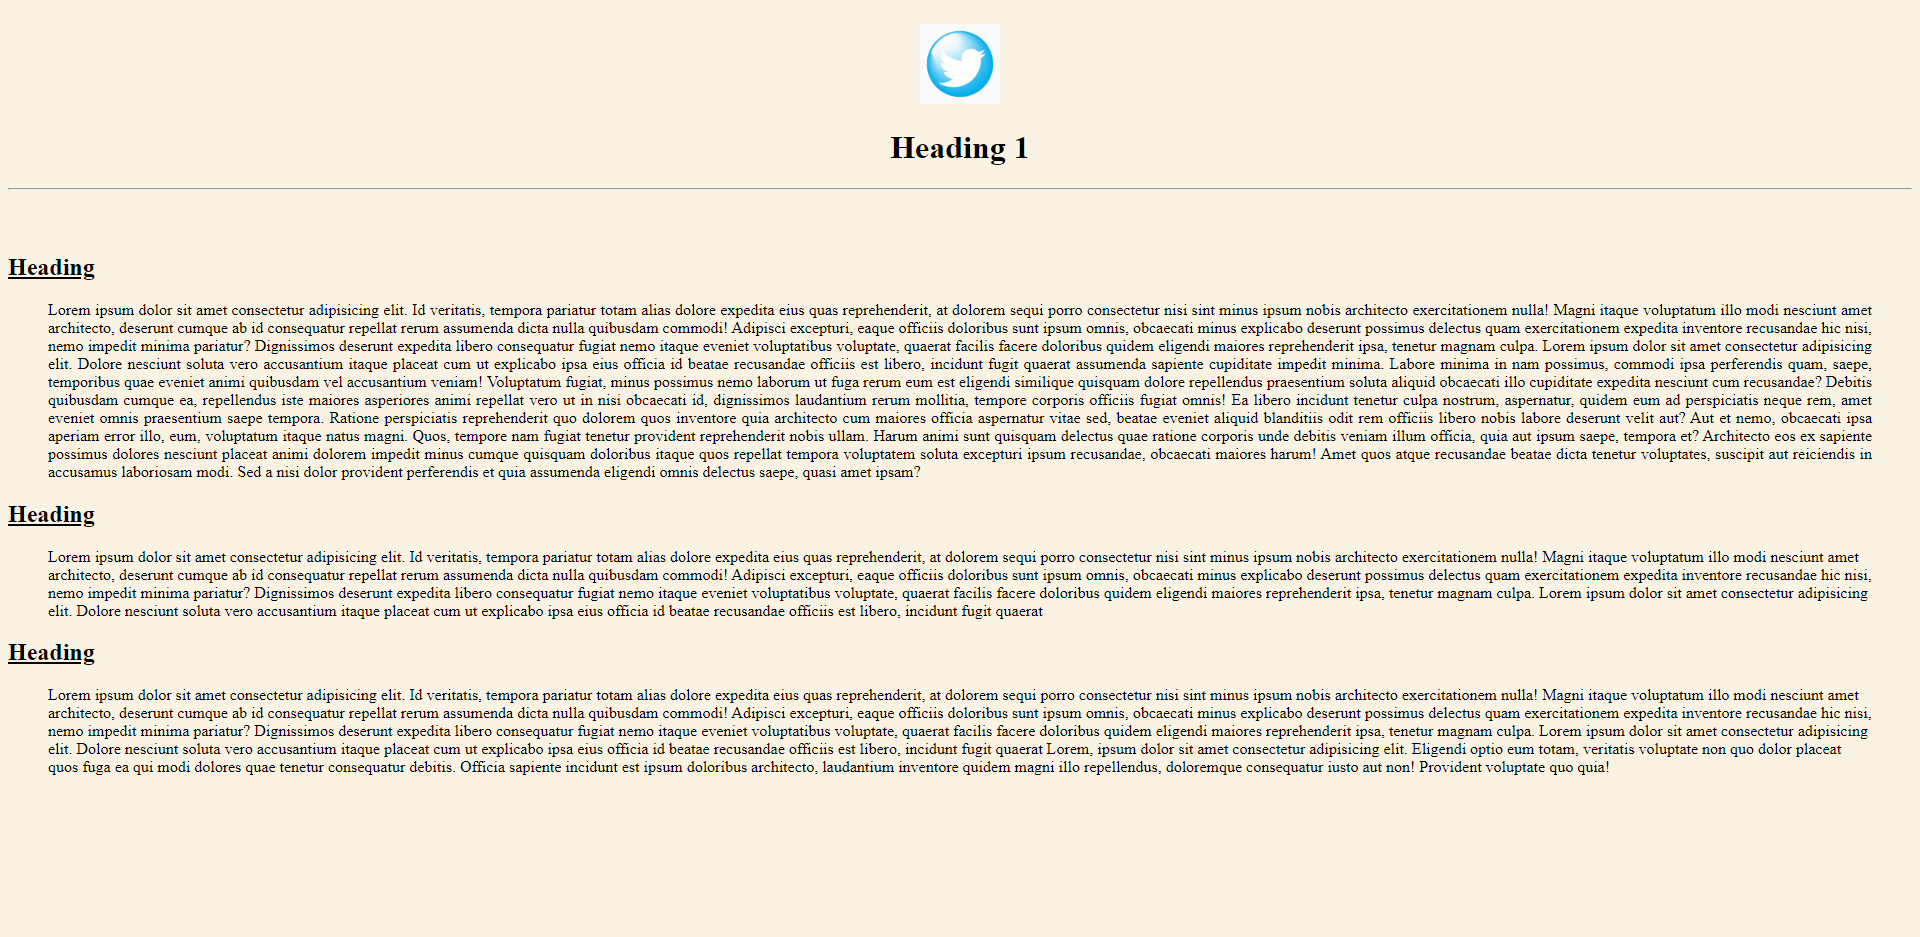 Heading 1
Heading
Lorem ipsum dolor sit amet consectetur adipisicing elit. Id veritatis, tempora pariatur totam alias dolore expedita eius quas reprehenderit, at dolorem sequi porro consectetur nisi sint minus ipsum nobis architecto exercitationem nulla! Magni itaque voluptatum illo modi nesciunt amet
architecto, deserunt cumque ab id consequatur repellat rerum assumenda dicta nulla quibusdam commodi! Adipisci excepturi, eaque officiis doloribus sunt ipsum omnis, obcaecati minus explicabo deserunt possimus delectus quam exercitationem expedita inventore recusandae hic nisi,
nemo impedit minima pariatur? Dignissimos deserunt expedita libero consequatur fugiat nemo itaque eveniet voluptatibus voluptate, quaerat facilis facere doloribus quidem eligendi maiores reprehenderit ipsa, tenetur magnam culpa. Lorem ipsum dolor sit amet consectetur adipisicing
elit. Dolore nesciunt soluta vero accusantium itaque placeat cum ut explicabo ipsa eius officia id beatae recusandae officiis est libero, incidunt fugit quaerat assumenda sapiente cupiditate impedit minima. Labore minima in nam possimus, commodi ipsa perferendis quam, saepe,
temporibus quae eveniet animi quibusdam vel accusantium veniam! Voluptatum fugiat, minus possimus nemo laborum ut fuga rerum eum est eligendi similique quisquam dolore repellendus praesentium soluta aliquid obcaecati illo cupiditate expedita nesciunt cum recusandae? Debitis
quibusdam cumque ea, repellendus iste maiores asperiores animi repellat vero ut in nisi obcaecati id, dignissimos laudantium rerum mollitia, tempore corporis officiis fugiat omnis! Ea libero incidunt tenetur culpa nostrum, aspernatur, quidem eum ad perspiciatis neque rem, amet
eveniet omnis praesentium saepe tempora. Ratione perspiciatis reprehenderit quo dolorem quos inventore quia architecto cum maiores officia aspernatur vitae sed, beatae eveniet aliquid blanditiis odit rem officiis libero nobis labore deserunt velit aut? Aut et nemo, obcaecati ipsa
aperiam error illo, eum, voluptatum itaque natus magni. Quos, tempore nam fugiat tenetur provident reprehenderit nobis ullam. Harum animi sunt quisquam delectus quae ratione corporis unde debitis veniam illum officia, quia aut ipsum saepe, tempora et? Architecto eos ex sapiente
possimus dolores nesciunt placeat animi dolorem impedit minus cumque quisquam doloribus itaque quos repellat tempora voluptatem soluta excepturi ipsum recusandae, obcaecati maiores harum! Amet quos atque recusandae beatae dicta tenetur voluptates, suscipit aut reiciendis in
accusamus laboriosam modi. Sed a nisi dolor provident perferendis et quia assumenda eligendi omnis delectus saepe, quasi amet ipsam?
Heading
Lorem ipsum dolor sit amet consectetur adipisicing elit. Id veritatis, tempora pariatur totam alias dolore expedita eius quas reprehenderit, at dolorem sequi porro consectetur nisi sint minus ipsum nobis architecto exercitationem nulla! Magni itaque voluptatum illo modi nesciunt amet
architecto, deserunt cumque ab id consequatur repellat rerum assumenda dicta nulla quibusdam commodi! Adipisci excepturi, eaque officiis doloribus sunt ipsum omnis, obcaecati minus explicabo deserunt possimus delectus quam exercitationem expedita inventore recusandae hic nisi,
nemo impedit minima pariatur? Dignissimos deserunt expedita libero consequatur fugiat nemo itaque eveniet voluptatibus voluptate, quaerat facilis facere doloribus quidem eligendi maiores reprehenderit ipsa, tenetur magnam culpa. Lorem ipsum dolor sit amet consectetur adipisicing
elit. Dolore nesciunt soluta vero accusantium itaque placeat cum ut explicabo ipsa eius officia id beatae recusandae officiis est libero, incidunt fugit quaerat
Heading
Lorem ipsum dolor sit amet consectetur adipisicing elit. Id veritatis, tempora pariatur totam alias dolore expedita eius quas reprehenderit, at dolorem sequi porro consectetur nisi sint minus ipsum nobis architecto exercitationem nulla! Magni itaque voluptatum illo modi nesciunt amet
architecto, deserunt cumque ab id consequatur repellat rerum assumenda dicta nulla quibusdam commodi! Adipisci excepturi, eaque officiis doloribus sunt ipsum omnis, obcaecati minus explicabo deserunt possimus delectus quam exercitationem expedita inventore recusandae hic nisi,
nemo impedit minima pariatur? Dignissimos deserunt expedita libero consequatur fugiat nemo itaque eveniet voluptatibus voluptate, quaerat facilis facere doloribus quidem eligendi maiores reprehenderit ipsa, tenetur magnam culpa. Lorem ipsum dolor sit amet consectetur adipisicing
elit. Dolore nesciunt soluta vero accusantium itaque placeat cum ut explicabo ipsa eius officia id beatae recusandae officiis est libero, incidunt fugit quaerat Lorem, ipsum dolor sit amet consectetur adipisicing elit. Eligendi optio eum totam, veritatis voluptate non quo dolor placeat
quos fuga ea qui modi dolores quae tenetur consequatur debitis. Officia sapiente incidunt est ipsum doloribus architecto, laudantium inventore quidem magni illo repellendus, doloremque consequatur iusto aut non! Provident voluptate quo quia!